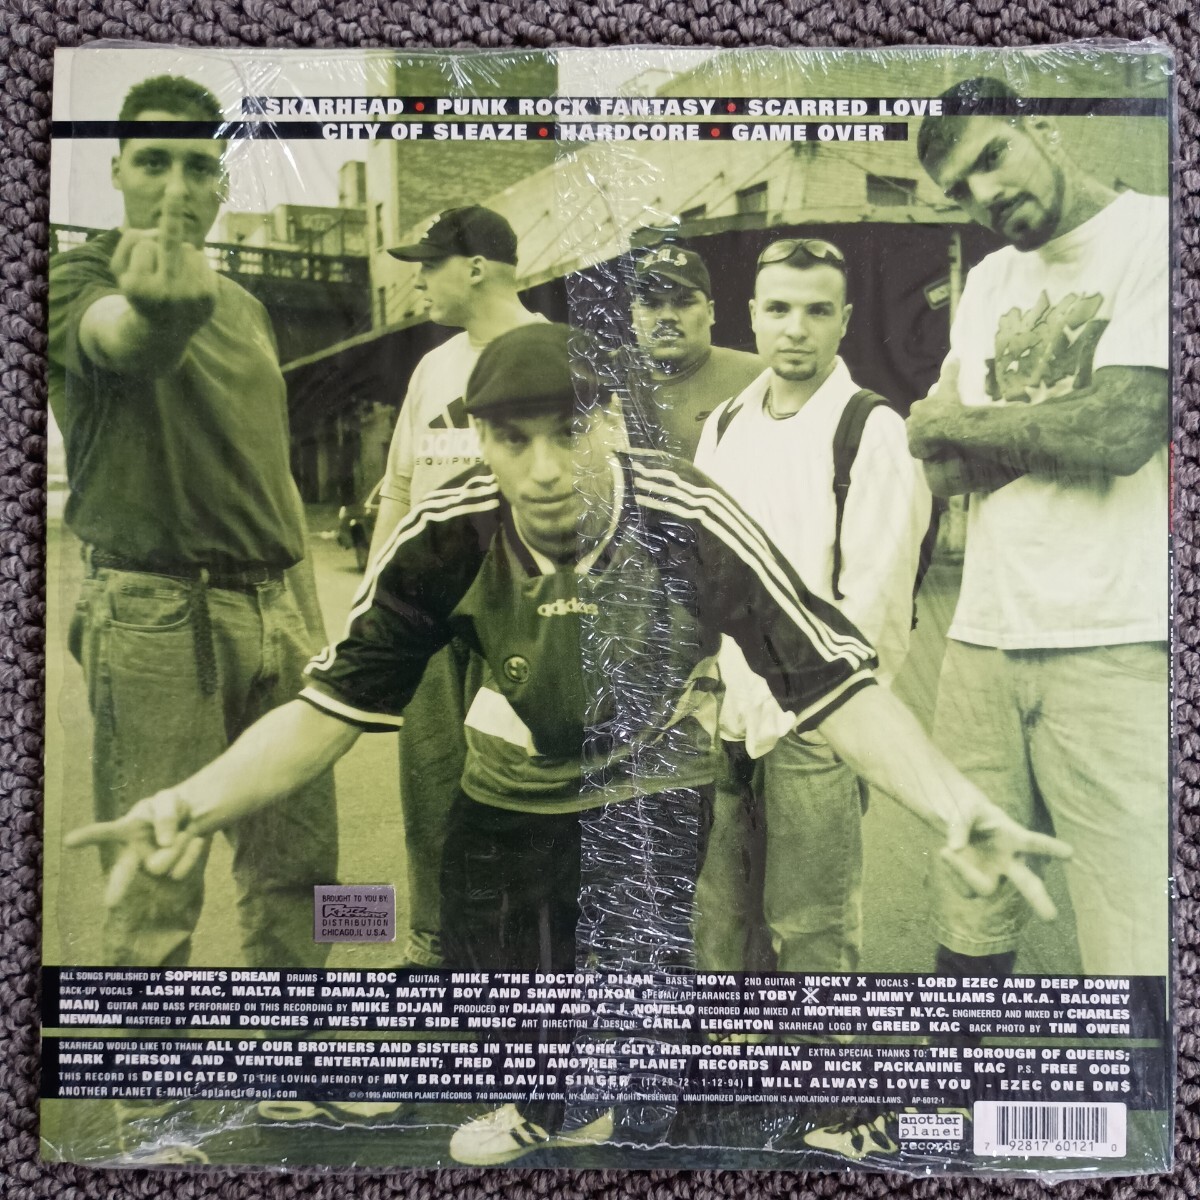 SKARHEAD • PUNK ROCK FANTASY • SCARRED LOVE
CITY OF SLEAZE • HARDCORE • GAME OVER
adidas
EQUIPME
adidas
BROUGHT TO YOU BY:
DISTRIBUTION
CHICAGO, IL U.S.A.
ALL SONGS PUBLISHED BY SOPHIE'S DREAM DRUMS - DIMI ROC GUITAR - MIKE "THE DOCTOR" DIJAN BASS - HOYA 2ND GUITAR - NICKY X VOCALS - LORD EZEC AND DEEP DOWN
BACK-UP VOCALS - LASH KAC, MALTA THE DAMAJA, MATTY BOY AND SHAWN DIXON SPECIAL APPEARANCES BY TOBY X AND JIMMY WILLIAMS (A.K.A. BALONEY
MAN) GUITAR AND BASS PERFORMED ON THIS RECORDING BY MIKE DIJAN PRODUCED BY DIJAN AND A. J. NOVELLO RECORDED AND MIXED AT MOTHER WEST N.Y.C. ENGINEERED AND MIXED BY CHARLES
NEWMAN MASTERED BY ALAN DOUCHES AT WEST WEST SIDE MUSIC ART DIRECTION & DESIGN: CARLA LEIGHTON SKARHEAD LOGO BY GREED KAC BACK PHOTO BY TIM OWEN
SKARHEAD WOULD LIKE TO THANK ALL OF OUR BROTHERS AND SISTERS IN THE NEW YORK CITY HARDCORE FAMILY EXTRA SPECIAL THANKS TO: THE BOROUGH OF QUEENS;
MARK PIERSON AND VENTURE ENTERTAINMENT; FRED AND ANOTHER PLANET RECORDS AND NICK PACKANINE KAC P.S. FREE OOED
THIS RECORD IS DEDICATED TO THE LOVING MEMORY OF MY BROTHER DAVID SINGER (12-29-72 - 1-12-94) I WILL ALWAYS LOVE YOU - EZEC ONE DM$
ANOTHER PLANET E-MAIL: aplanetr@aol.com ℗© 1995 ANOTHER PLANET RECORDS 740 BROADWAY, NEW YORK, NY 10003 ALL RIGHTS RESERVED. UNAUTHORIZED DUPLICATION IS A VIOLATION OF APPLICABLE LAWS. AP-6012-1
another
planet
records
7 92817 60121 0